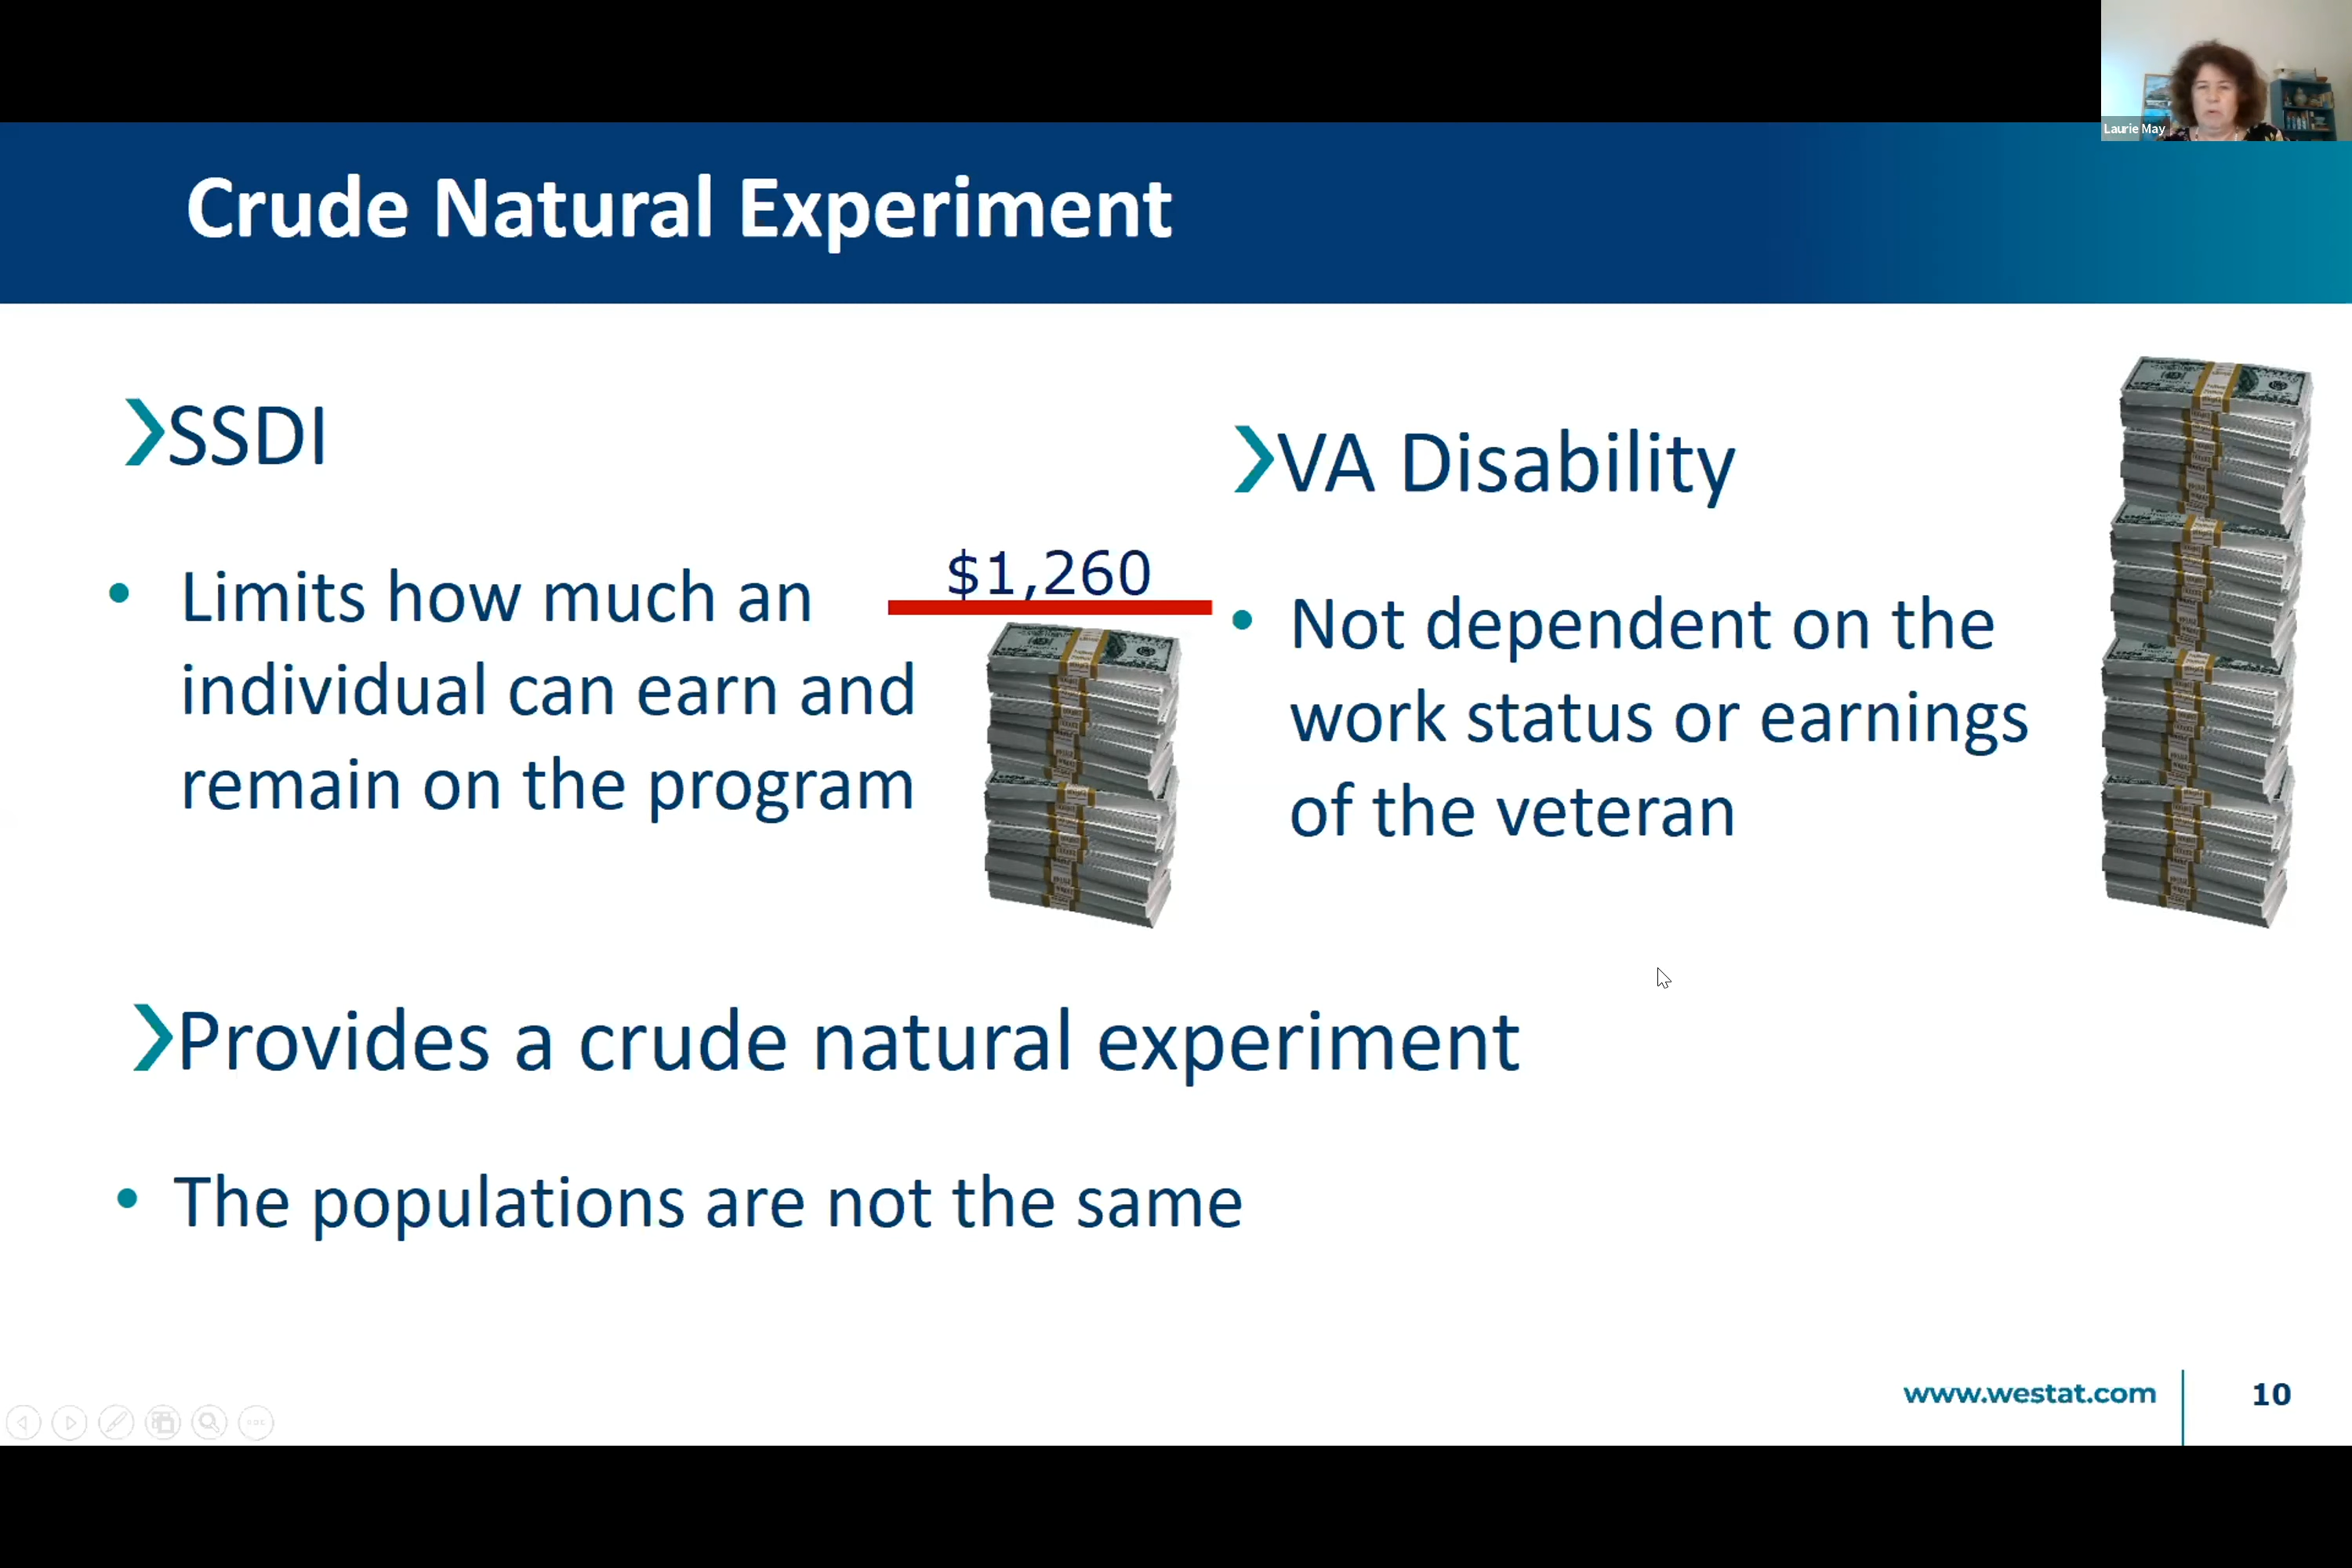 Laurie May
Crude Natural Experiment
SSDI
Limits how much an
individual can earn and
remain on the program
$1,260
VA Disability
Not dependent on the
work status or earnings
of the veteran
Provides a crude natural experiment
The populations are not the same
www.westat.com
10